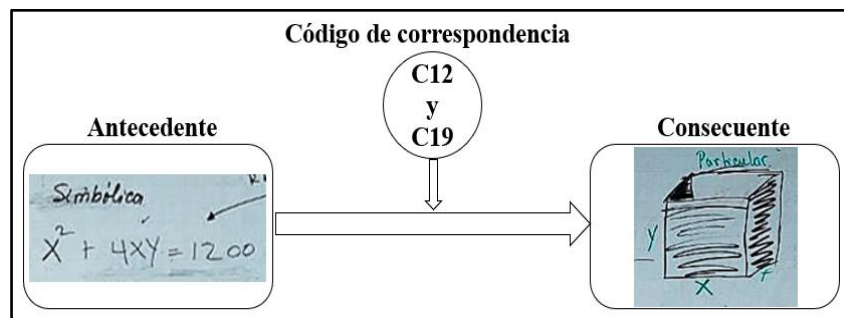 Código de correspondencia
C12
y
C19
Antecedente
Consecuente
Simbólica
X² + 4XY = 1200
Particular
Y
X